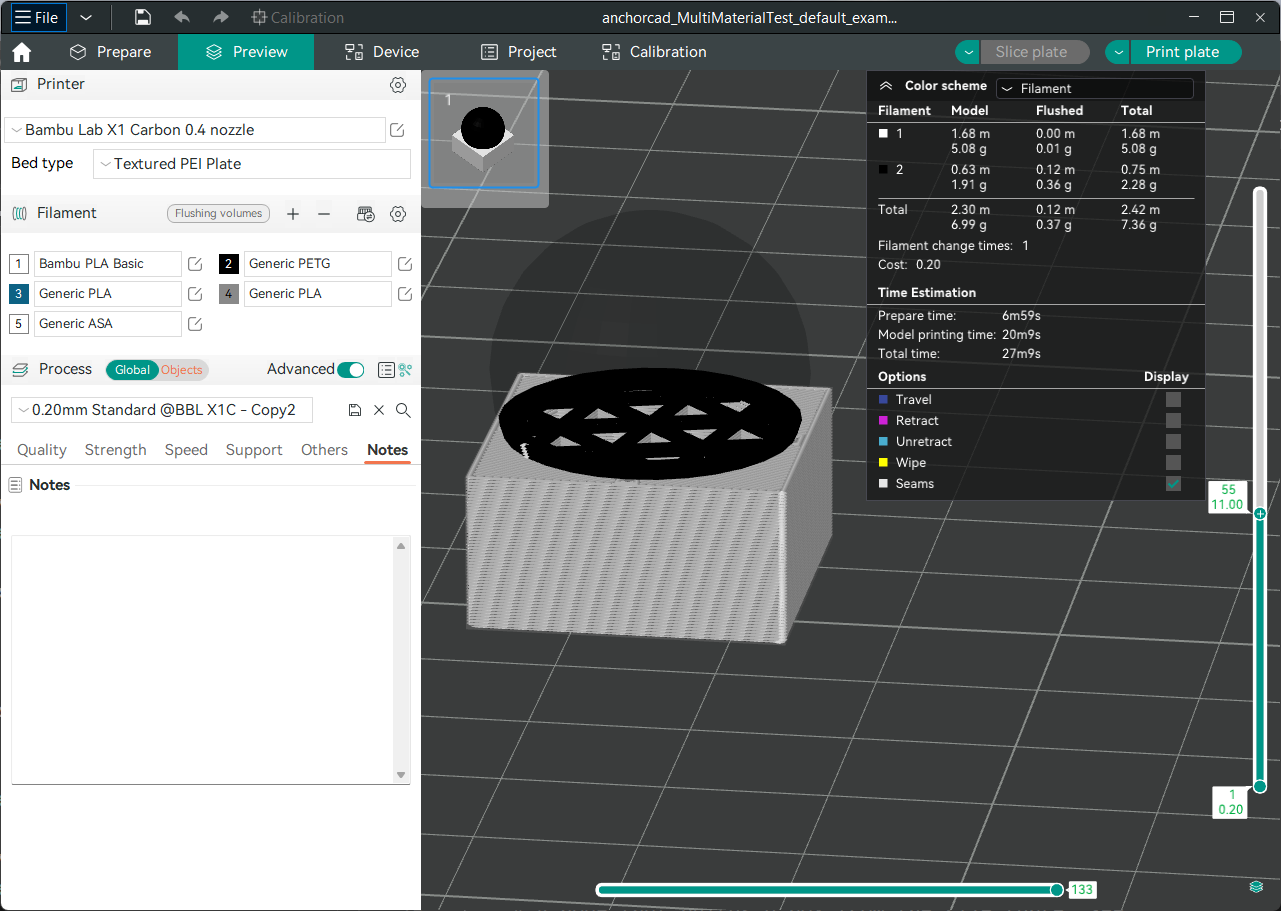 File
Calibration
anchorcad_MultiMaterialTest_default_exam...
Prepare
Preview
Device
Project
Calibration
Slice plate
Print plate
Printer
Bambu Lab X1 Carbon 0.4 nozzle
Bed type
Textured PEI Plate
Filament
Flushing volumes
1 Bambu PLA Basic
2 Generic PETG
3 Generic PLA
4 Generic PLA
5 Generic ASA
Process
Global
Objects
Advanced
0.20mm Standard @BBL X1C - Copy2
Quality
Strength
Speed
Support
Others
Notes
Notes
1
Color scheme
Filament
Filament Model Flushed Total
1 1.68 m 0.00 m 1.68 m
5.08 g 0.01 g 5.08 g
2 0.63 m 0.12 m 0.75 m
1.91 g 0.36 g 2.28 g
Total 2.30 m 0.12 m 2.42 m
6.99 g 0.37 g 7.36 g
Filament change times: 1
Cost: 0.20
Time Estimation
Prepare time: 6m59s
Model printing time: 20m9s
Total time: 27m9s
Options Display
Travel
Retract
Unretract
Wipe
Seams
55
11.00
1
0.20
133